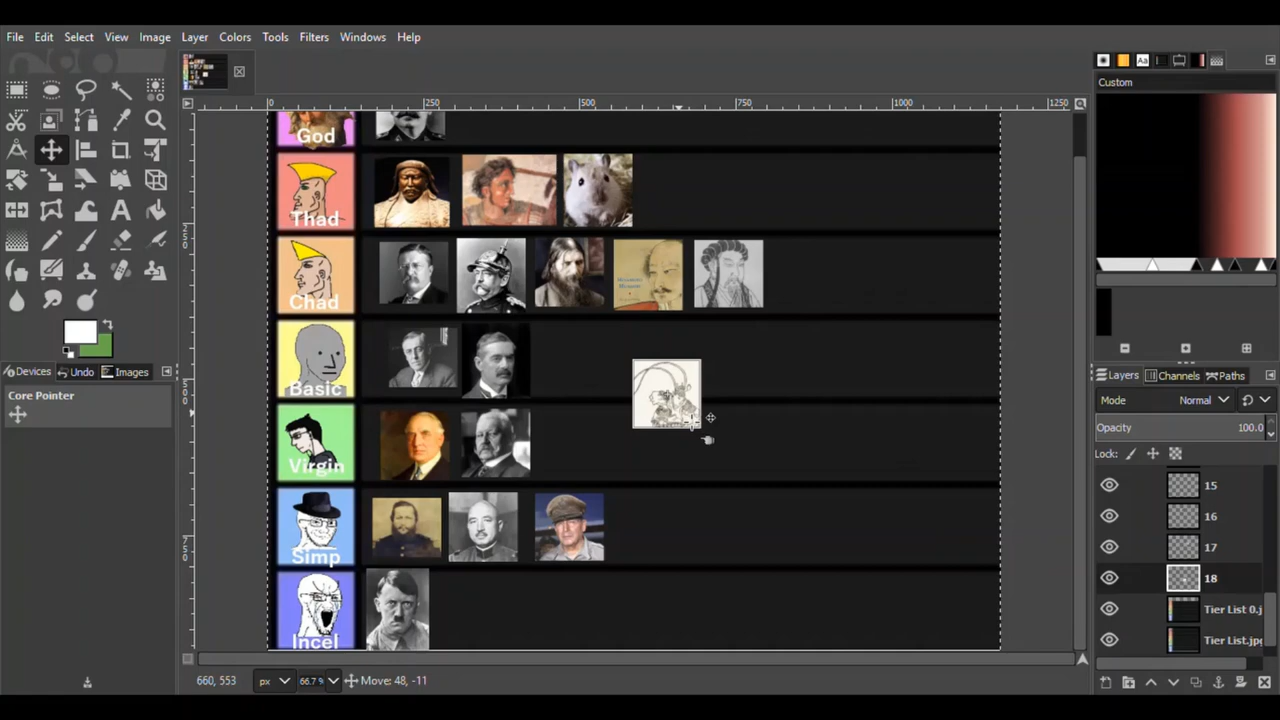 File Edit Select View Image Layer Colors Tools Filters Windows Help
0 250 500 750 1000 1250
Custom
God
Thad
Chad
Basic
Virgin
Simp
Incel
Devices Undo Images
Core Pointer
Layers Channels Paths
Mode Normal
Opacity 100.0
Lock:
15
16
17
18
Tier List 0.j
Tier List.jpg
660, 553 px 66.7 % Move: 48, -11